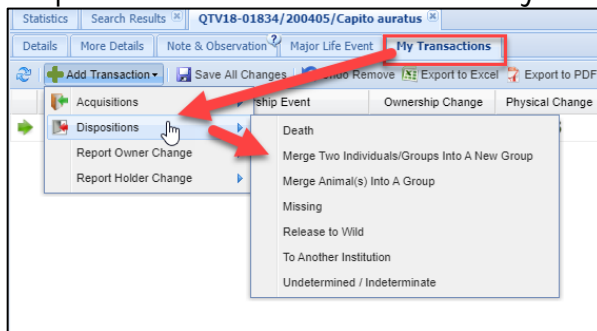 Statistics Search Results QTV18-01834/200405/Capito auratus
Details More Details Note & Observation Major Life Event My Transactions
Add Transaction Save All Changes Undo Remove Export to Excel Export to PDF
Acquisitions ship Event Ownership Change Physical Change
Dispositions Death
Report Owner Change Merge Two Individuals/Groups Into A New Group
Report Holder Change Merge Animal(s) Into A Group
Missing
Release to Wild
To Another Institution
Undetermined / Indeterminate